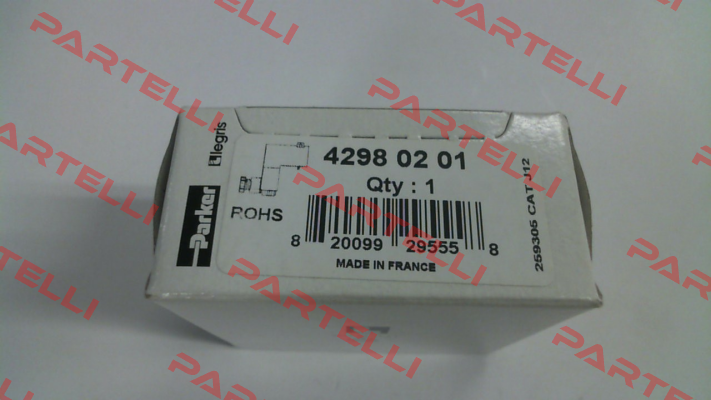 Parker
legris
4298 02 01
Qty : 1
ROHS
8 20099 29555 8
MADE IN FRANCE
259305 CAT J12
PARTELLI
PARTELLI
PARTELLI
PARTELLI
PARTELLI
PARTELLI
PARTELLI
PARTELLI
PARTELLI
PARTELLI